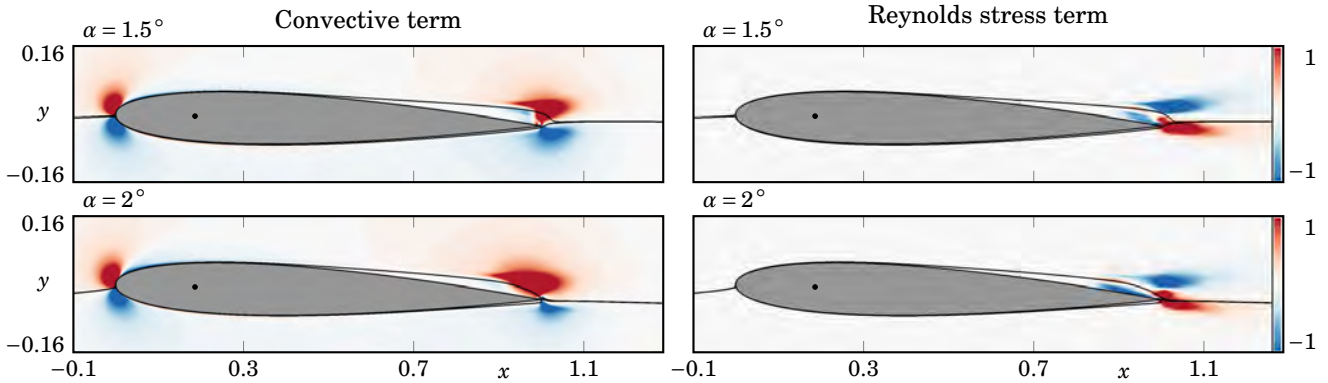 Convective term
Reynolds stress term
α = 1.5°
α = 1.5°
0.16
1
y
−0.16
−1
α = 2°
α = 2°
0.16
1
y
−0.16
−1
−0.1 0.3 0.7 x 1.1
−0.1 0.3 0.7 x 1.1